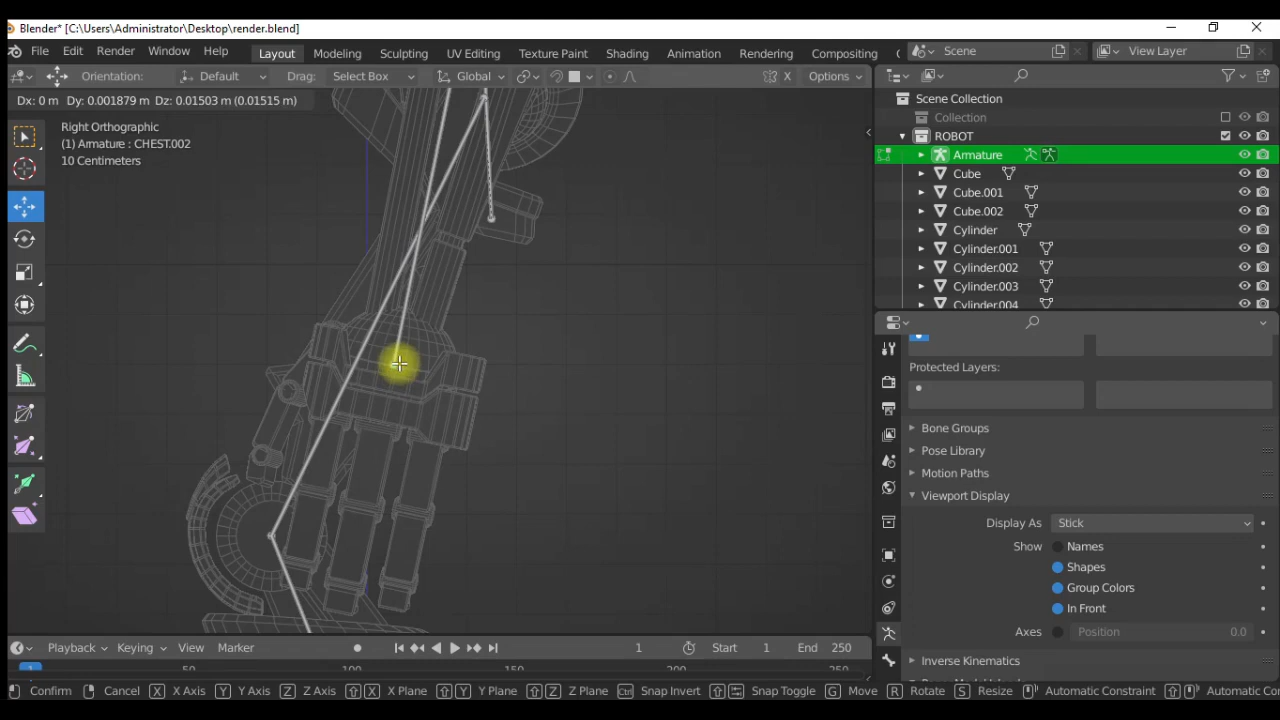 Blender* [C:\Users\Administrator\Desktop\render.blend]
File Edit Render Window Help Layout Modeling Sculpting UV Editing Texture Paint Shading Animation Rendering Compositing Scene View Layer
Orientation: Default Drag: Select Box Global X Options
Dx: 0 m Dy: 0.001879 m Dz: 0.01503 m (0.01515 m)
Right Orthographic
(1) Armature : CHEST.002
10 Centimeters
Scene Collection
Collection
ROBOT
Armature
Cube
Cube.001
Cube.002
Cylinder
Cylinder.001
Cylinder.002
Cylinder.003
Cylinder.004
Protected Layers:
Bone Groups
Pose Library
Motion Paths
Viewport Display
Display As Stick
Show Names
Shapes
Group Colors
In Front
Axes Position 0.0
Inverse Kinematics
Playback Keying View Marker 1 Start 1 End 250
1 50 100 150 200 250
Confirm Cancel X X Axis Y Y Axis Z Z Axis X X Plane Y Y Plane Z Z Plane Ctrl Snap Invert Snap Toggle G Move R Rotate S Resize Automatic Constraint Automatic Co